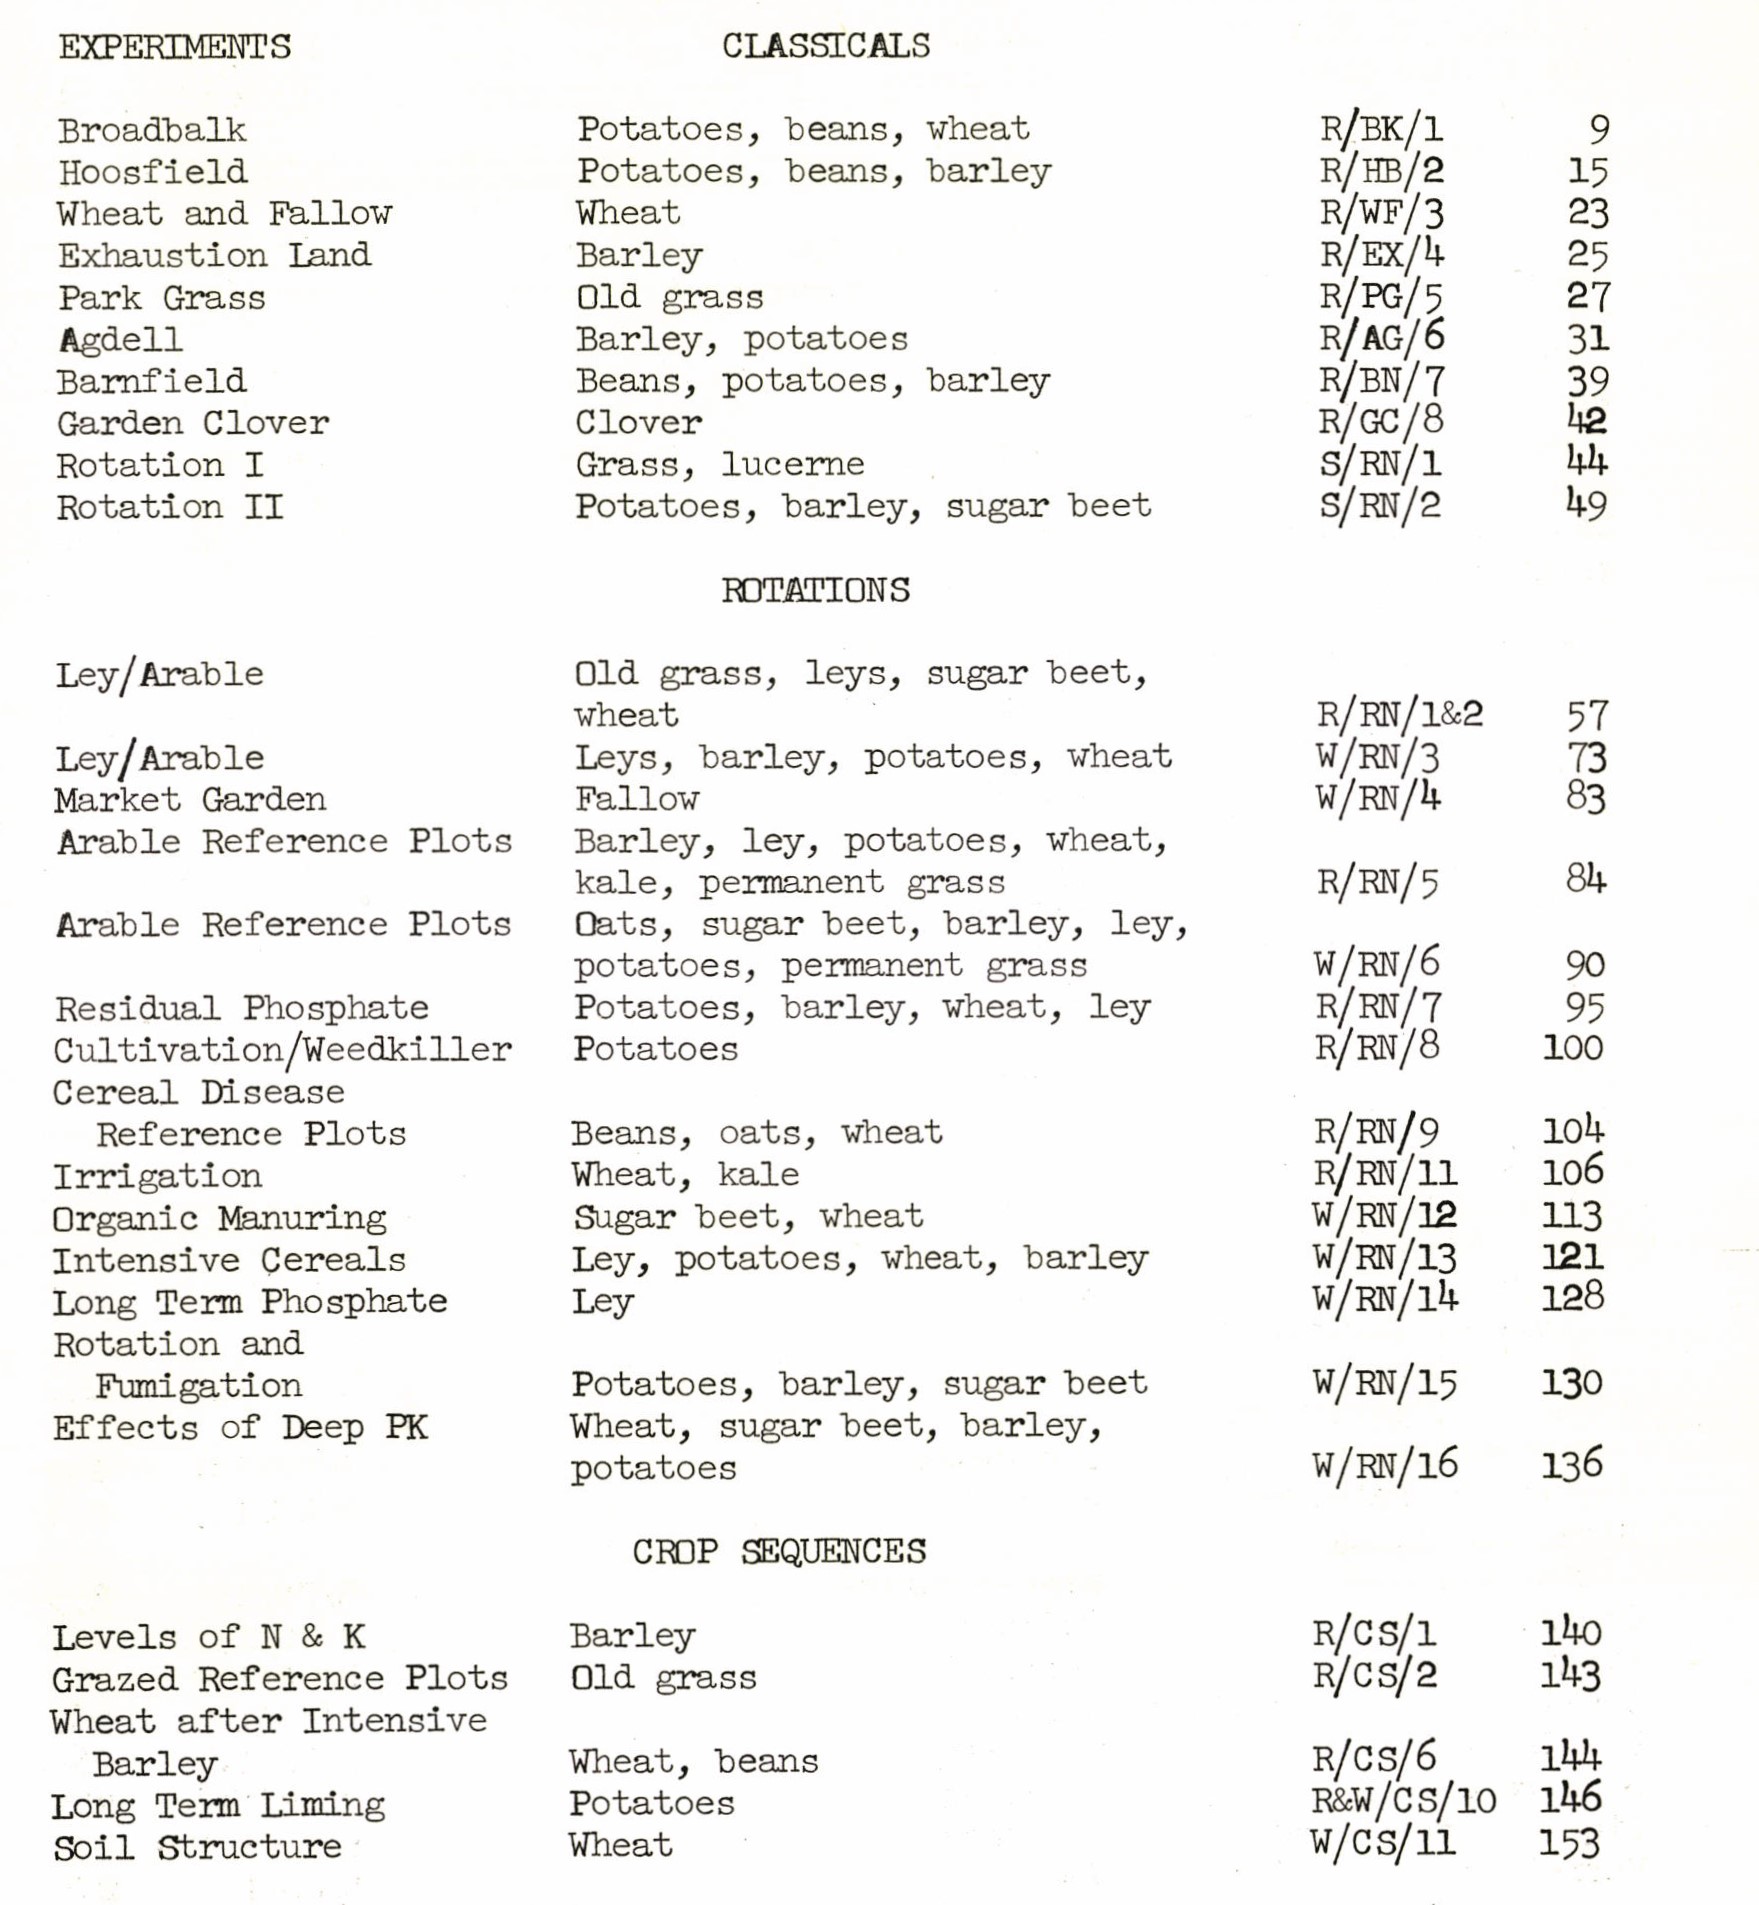 EXPERIMENTS CLASSICALS
Broadbalk Potatoes, beans, wheat R/BK/1 9
Hoosfield Potatoes, beans, barley R/HB/2 15
Wheat and Fallow Wheat R/WF/3 23
Exhaustion Land Barley R/EX/4 25
Park Grass Old grass R/PG/5 27
Agdell Barley, potatoes R/AG/6 31
Barnfield Beans, potatoes, barley R/BN/7 39
Garden Clover Clover R/GC/8 42
Rotation I Grass, lucerne S/RN/1 44
Rotation II Potatoes, barley, sugar beet S/RN/2 49
ROTATIONS
Ley/Arable Old grass, leys, sugar beet,
wheat R/RN/1&2 57
Ley/Arable Leys, barley, potatoes, wheat W/RN/3 73
Market Garden Fallow W/RN/4 83
Arable Reference Plots Barley, ley, potatoes, wheat,
kale, permanent grass R/RN/5 84
Arable Reference Plots Oats, sugar beet, barley, ley,
potatoes, permanent grass W/RN/6 90
Residual Phosphate Potatoes, barley, wheat, ley R/RN/7 95
Cultivation/Weedkiller Potatoes R/RN/8 100
Cereal Disease
Reference Plots Beans, oats, wheat R/RN/9 104
Irrigation Wheat, kale R/RN/11 106
Organic Manuring Sugar beet, wheat W/RN/12 113
Intensive Cereals Ley, potatoes, wheat, barley W/RN/13 121
Long Term Phosphate Ley W/RN/14 128
Rotation and
Fumigation Potatoes, barley, sugar beet W/RN/15 130
Effects of Deep PK Wheat, sugar beet, barley,
potatoes W/RN/16 136
CROP SEQUENCES
Levels of N & K Barley R/CS/1 140
Grazed Reference Plots Old grass R/CS/2 143
Wheat after Intensive
Barley Wheat, beans R/CS/6 144
Long Term Liming Potatoes R&W/CS/10 146
Soil Structure Wheat W/CS/11 153